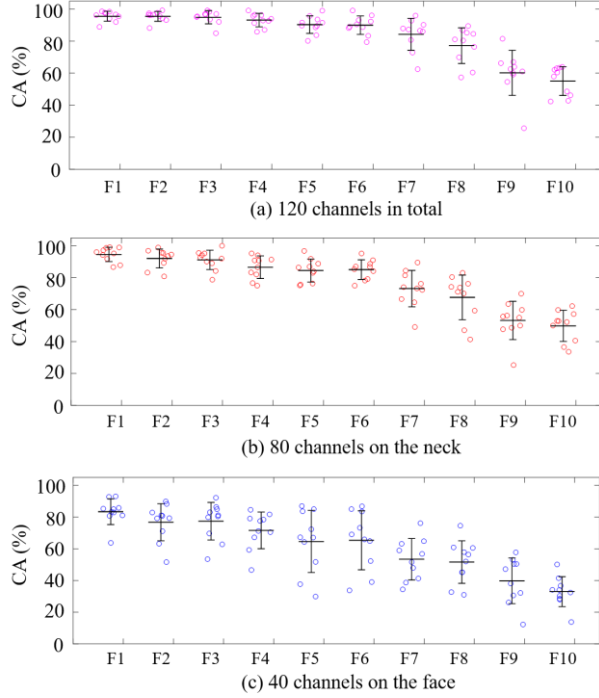 100
80
60
40
20
0
CA (%)
F1 F2 F3 F4 F5 F6 F7 F8 F9 F10
(a) 120 channels in total
100
80
60
40
20
0
CA (%)
F1 F2 F3 F4 F5 F6 F7 F8 F9 F10
(b) 80 channels on the neck
100
80
60
40
20
0
CA (%)
F1 F2 F3 F4 F5 F6 F7 F8 F9 F10
(c) 40 channels on the face